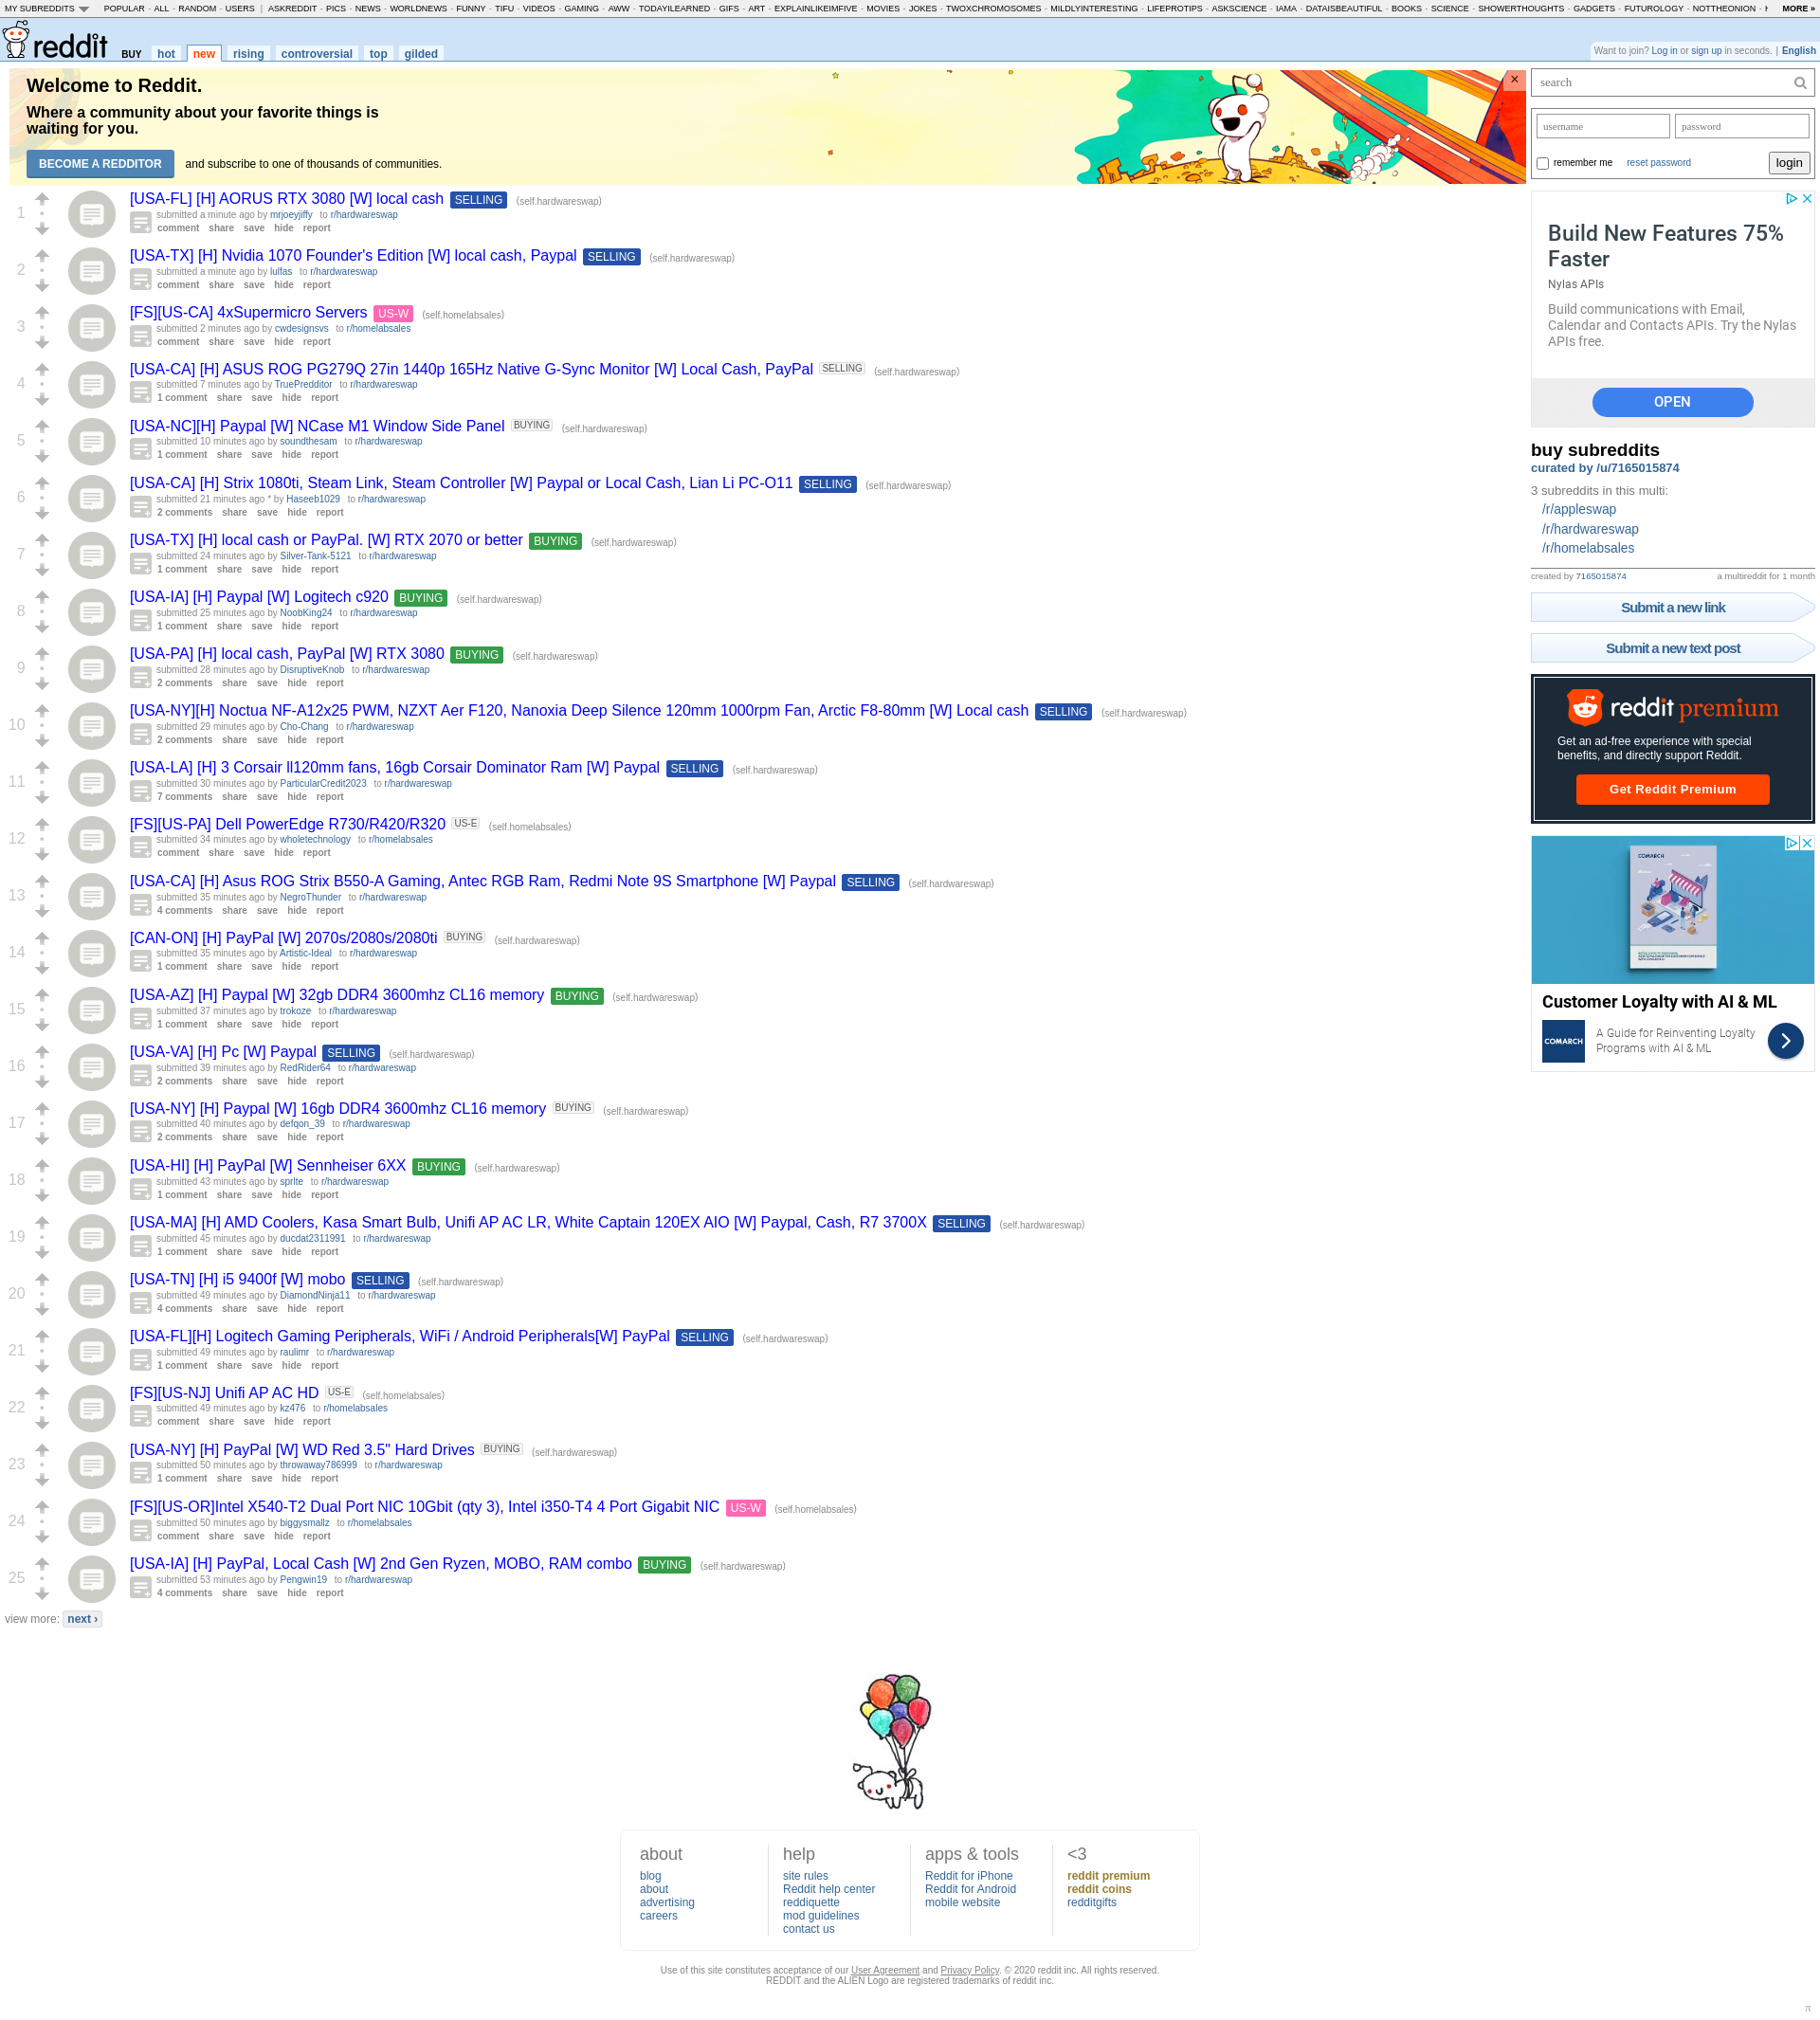 MY SUBREDDITS POPULAR - ALL - RANDOM - USERS | ASKREDDIT - PICS - NEWS - WORLDNEWS - FUNNY - TIFU - VIDEOS - GAMING - AWW - TODAYILEARNED - GIFS - ART - EXPLAINLIKEIMFIVE - MOVIES - JOKES - TWOXCHROMOSOMES - MILDLYINTERESTING - LIFEPROTIPS - ASKSCIENCE - IAMA - DATAISBEAUTIFUL - BOOKS - SCIENCE - SHOWERTHOUGHTS - GADGETS - FUTUROLOGY - NOTTHEONION - MORE »
reddit BUY hot new rising controversial top gilded
Want to join? Log in or sign up in seconds. | English
Welcome to Reddit.
Where a community about your favorite things is
waiting for you.
BECOME A REDDITOR and subscribe to one of thousands of communities.
×
1
[USA-FL] [H] AORUS RTX 3080 [W] local cash SELLING (self.hardwareswap)
submitted a minute ago by mrjoeyjiffy to r/hardwareswap
comment share save hide report
2
[USA-TX] [H] Nvidia 1070 Founder's Edition [W] local cash, Paypal SELLING (self.hardwareswap)
submitted a minute ago by lulfas to r/hardwareswap
comment share save hide report
3
[FS][US-CA] 4xSupermicro Servers US-W (self.homelabsales)
submitted 2 minutes ago by cwdesignsvs to r/homelabsales
comment share save hide report
4
[USA-CA] [H] ASUS ROG PG279Q 27in 1440p 165Hz Native G-Sync Monitor [W] Local Cash, PayPal SELLING (self.hardwareswap)
submitted 7 minutes ago by TruePredditor to r/hardwareswap
1 comment share save hide report
5
[USA-NC][H] Paypal [W] NCase M1 Window Side Panel BUYING (self.hardwareswap)
submitted 10 minutes ago by soundthesam to r/hardwareswap
1 comment share save hide report
6
[USA-CA] [H] Strix 1080ti, Steam Link, Steam Controller [W] Paypal or Local Cash, Lian Li PC-O11 SELLING (self.hardwareswap)
submitted 21 minutes ago * by Haseeb1029 to r/hardwareswap
2 comments share save hide report
7
[USA-TX] [H] local cash or PayPal. [W] RTX 2070 or better BUYING (self.hardwareswap)
submitted 24 minutes ago by Silver-Tank-5121 to r/hardwareswap
1 comment share save hide report
8
[USA-IA] [H] Paypal [W] Logitech c920 BUYING (self.hardwareswap)
submitted 25 minutes ago by NoobKing24 to r/hardwareswap
1 comment share save hide report
9
[USA-PA] [H] local cash, PayPal [W] RTX 3080 BUYING (self.hardwareswap)
submitted 28 minutes ago by DisruptiveKnob to r/hardwareswap
2 comments share save hide report
10
[USA-NY][H] Noctua NF-A12x25 PWM, NZXT Aer F120, Nanoxia Deep Silence 120mm 1000rpm Fan, Arctic F8-80mm [W] Local cash SELLING (self.hardwareswap)
submitted 29 minutes ago by Cho-Chang to r/hardwareswap
2 comments share save hide report
11
[USA-LA] [H] 3 Corsair ll120mm fans, 16gb Corsair Dominator Ram [W] Paypal SELLING (self.hardwareswap)
submitted 30 minutes ago by ParticularCredit2023 to r/hardwareswap
7 comments share save hide report
12
[FS][US-PA] Dell PowerEdge R730/R420/R320 US-E (self.homelabsales)
submitted 34 minutes ago by wholetechnology to r/homelabsales
comment share save hide report
13
[USA-CA] [H] Asus ROG Strix B550-A Gaming, Antec RGB Ram, Redmi Note 9S Smartphone [W] Paypal SELLING (self.hardwareswap)
submitted 35 minutes ago by NegroThunder to r/hardwareswap
4 comments share save hide report
14
[CAN-ON] [H] PayPal [W] 2070s/2080s/2080ti BUYING (self.hardwareswap)
submitted 35 minutes ago by Artistic-Ideal to r/hardwareswap
1 comment share save hide report
15
[USA-AZ] [H] Paypal [W] 32gb DDR4 3600mhz CL16 memory BUYING (self.hardwareswap)
submitted 37 minutes ago by trokoze to r/hardwareswap
1 comment share save hide report
16
[USA-VA] [H] Pc [W] Paypal SELLING (self.hardwareswap)
submitted 39 minutes ago by RedRider64 to r/hardwareswap
2 comments share save hide report
17
[USA-NY] [H] Paypal [W] 16gb DDR4 3600mhz CL16 memory BUYING (self.hardwareswap)
submitted 40 minutes ago by defqon_39 to r/hardwareswap
2 comments share save hide report
18
[USA-HI] [H] PayPal [W] Sennheiser 6XX BUYING (self.hardwareswap)
submitted 43 minutes ago by sprlte to r/hardwareswap
1 comment share save hide report
19
[USA-MA] [H] AMD Coolers, Kasa Smart Bulb, Unifi AP AC LR, White Captain 120EX AIO [W] Paypal, Cash, R7 3700X SELLING (self.hardwareswap)
submitted 45 minutes ago by ducdat2311991 to r/hardwareswap
1 comment share save hide report
20
[USA-TN] [H] i5 9400f [W] mobo SELLING (self.hardwareswap)
submitted 49 minutes ago by DiamondNinja11 to r/hardwareswap
4 comments share save hide report
21
[USA-FL][H] Logitech Gaming Peripherals, WiFi / Android Peripherals[W] PayPal SELLING (self.hardwareswap)
submitted 49 minutes ago by raulimr to r/hardwareswap
1 comment share save hide report
22
[FS][US-NJ] Unifi AP AC HD US-E (self.homelabsales)
submitted 49 minutes ago by kz476 to r/homelabsales
comment share save hide report
23
[USA-NY] [H] PayPal [W] WD Red 3.5" Hard Drives BUYING (self.hardwareswap)
submitted 50 minutes ago by throwaway786999 to r/hardwareswap
1 comment share save hide report
24
[FS][US-OR]Intel X540-T2 Dual Port NIC 10Gbit (qty 3), Intel i350-T4 4 Port Gigabit NIC US-W (self.homelabsales)
submitted 50 minutes ago by biggysmallz to r/homelabsales
comment share save hide report
25
[USA-IA] [H] PayPal, Local Cash [W] 2nd Gen Ryzen, MOBO, RAM combo BUYING (self.hardwareswap)
submitted 53 minutes ago by Pengwin19 to r/hardwareswap
4 comments share save hide report
view more: next ›
search
username password
remember me reset password login
Build New Features 75%
Faster
Nylas APIs
Build communications with Email,
Calendar and Contacts APIs. Try the Nylas
APIs free.
OPEN
buy subreddits
curated by /u/7165015874
3 subreddits in this multi:
/r/appleswap
/r/hardwareswap
/r/homelabsales
created by 7165015874 a multireddit for 1 month
Submit a new link
Submit a new text post
reddit premium
Get an ad-free experience with special
benefits, and directly support Reddit.
Get Reddit Premium
COMARCH
Customer Loyalty with AI & ML
COMARCH
A Guide for Reinventing Loyalty
Programs with AI & ML
about
blog
about
advertising
careers
help
site rules
Reddit help center
reddiquette
mod guidelines
contact us
apps & tools
Reddit for iPhone
Reddit for Android
mobile website
<3
reddit premium
reddit coins
redditgifts
Use of this site constitutes acceptance of our User Agreement and Privacy Policy. © 2020 reddit inc. All rights reserved.
REDDIT and the ALIEN Logo are registered trademarks of reddit inc.
π